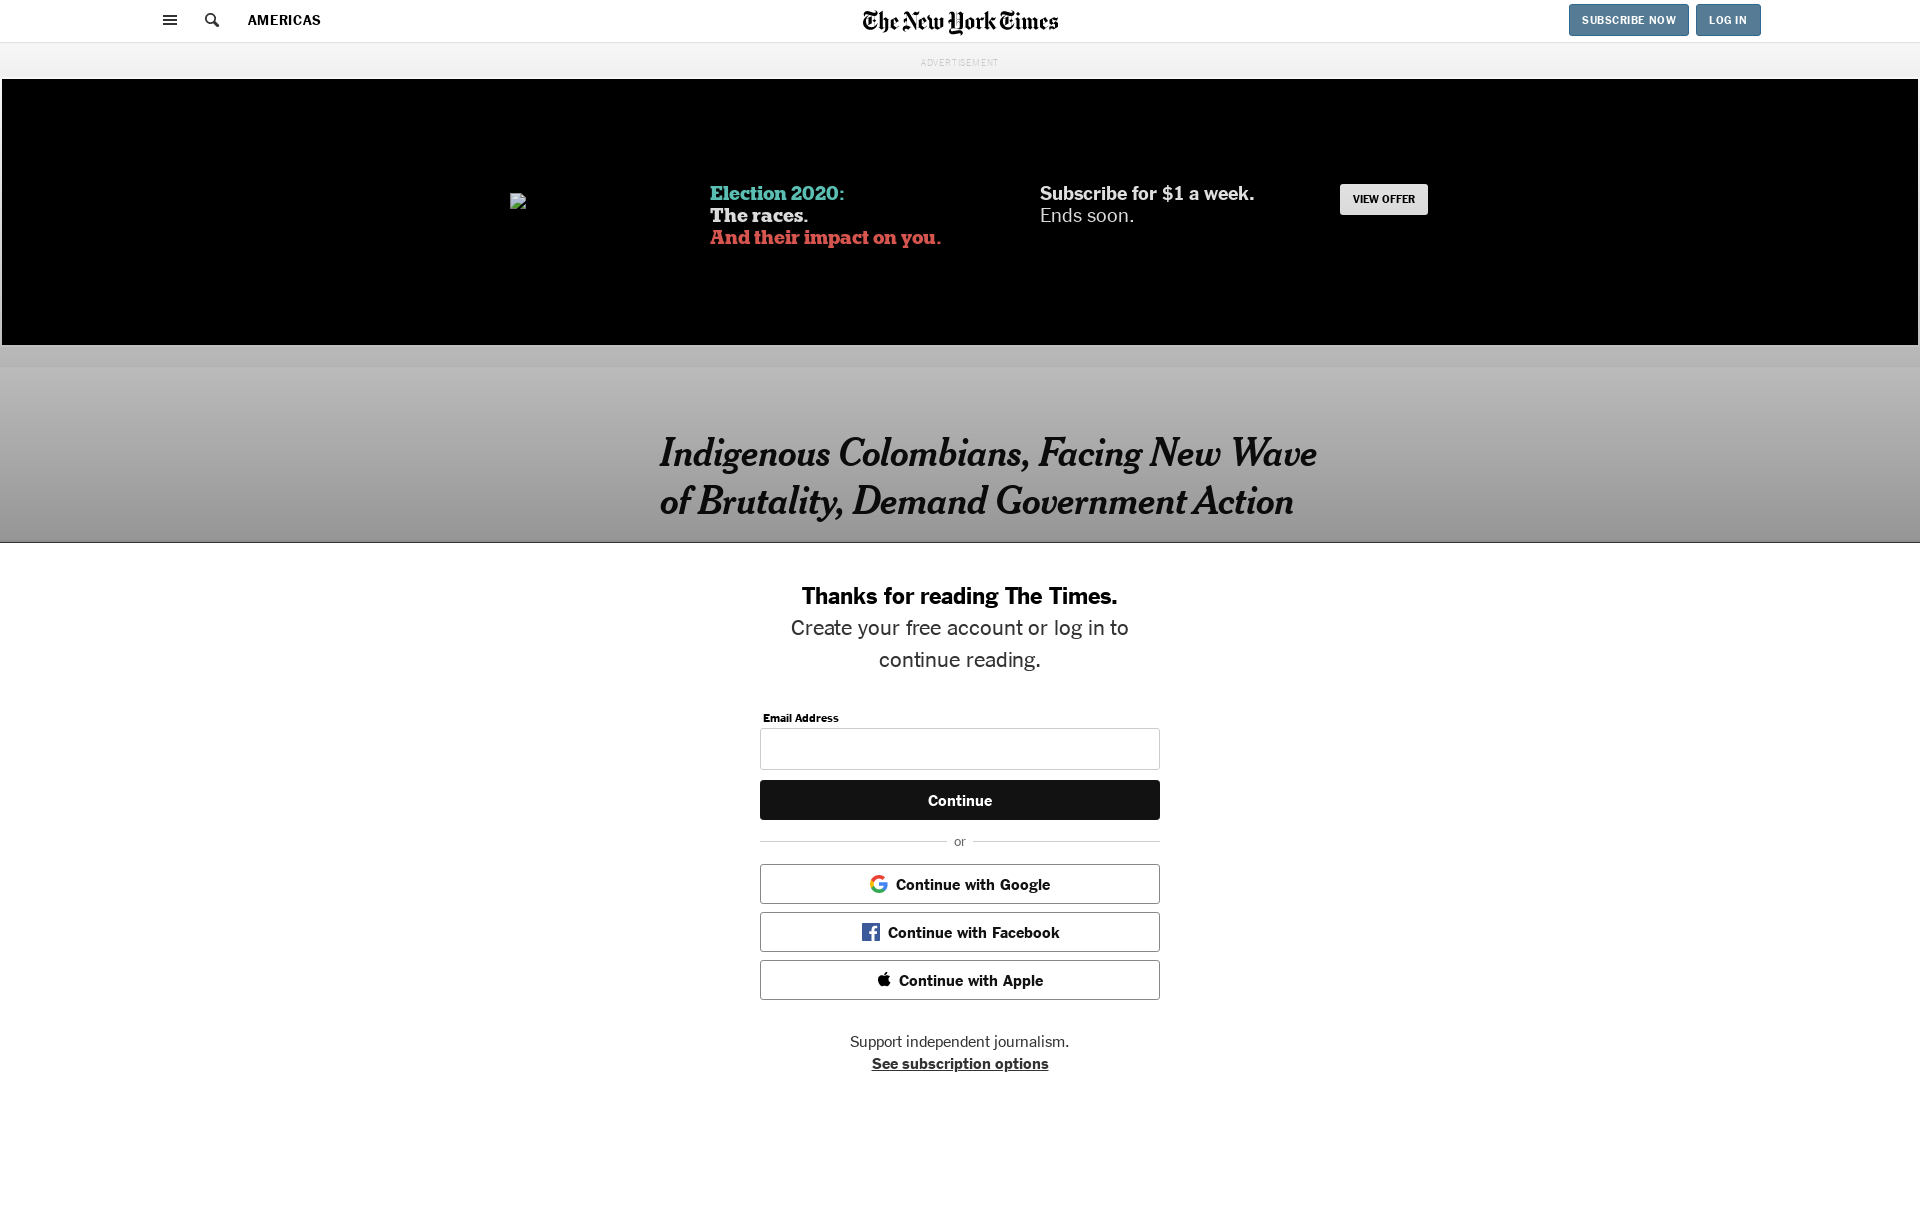 AMERICAS
The New York Times
SUBSCRIBE NOW
LOG IN
ADVERTISEMENT
Election 2020:
The races.
And their impact on you.
Subscribe for $1 a week.
Ends soon.
VIEW OFFER
Indigenous Colombians, Facing New Wave
of Brutality, Demand Government Action
Thanks for reading The Times.
Create your free account or log in to
continue reading.
Email Address
Continue
or
Continue with Google
Continue with Facebook
Continue with Apple
Support independent journalism.
See subscription options